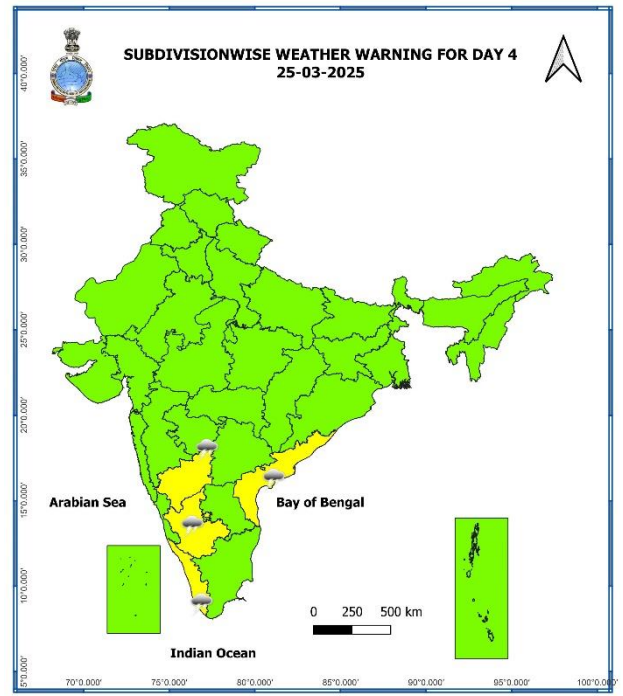 SUBDIVISIONWISE WEATHER WARNING FOR DAY 4
25-03-2025
40°0.000'
35°0.000'
30°0.000'
25°0.000'
20°0.000'
15°0.000'
10°0.000'
5°0.000'
Arabian Sea
Bay of Bengal
0 250 500 km
Indian Ocean
70°0.000' 75°0.000' 80°0.000' 85°0.000' 90°0.000' 95°0.000' 100°0.000'